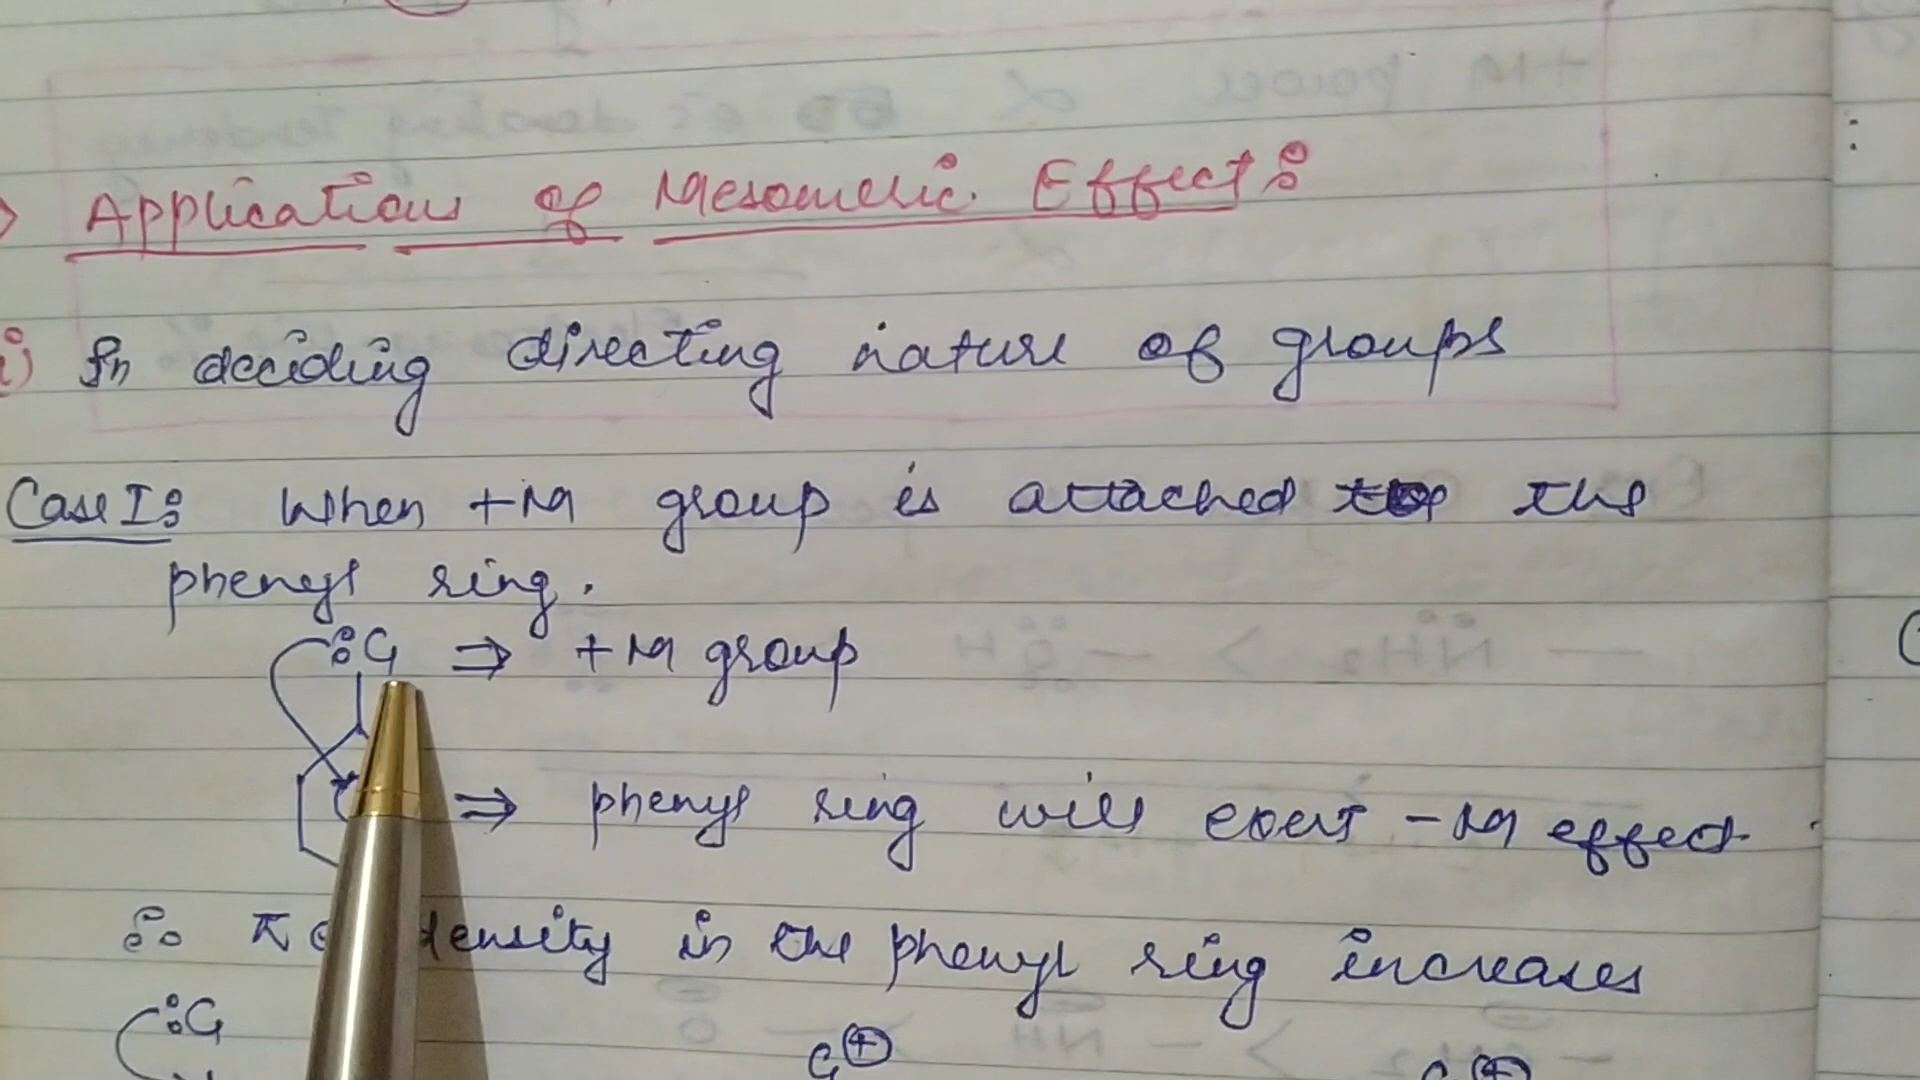 Applications of Mesomeric Effect:
i) In deciding directing nature of groups
Case I: When +M group is attached to the
phenyl ring.
:G ⇒ +M group
⇒ phenyl ring will exert -M effect.
∴ π e density in the phenyl ring increases
:G G⊕ G⊕